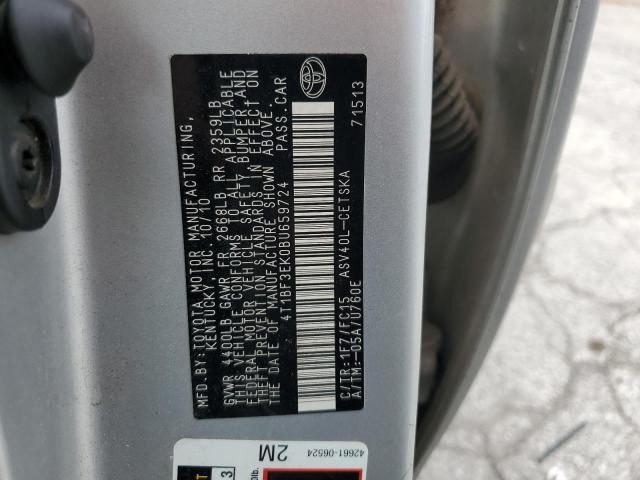 MFD.BY:TOYOTA MOTOR MANUFACTURING,
KENTUCKY, INC. 10/10
GVWR 4400LB GAWR FR 2668LB RR 2359LB
THIS VEHICLE CONFORMS TO ALL APPLICABLE
FEDERAL MOTOR VEHICLE SAFETY, BUMPER, AND
THEFT PREVENTION STANDARDS IN EFFECT ON
THE DATE OF MANUFACTURE SHOWN ABOVE.
4T1BF3EK0BU659724 PASS.CAR
C/TR:1F7/FC15 ASV40L-CETSKA
A/TM:-05A/U760E 71513
42661-06524
2M